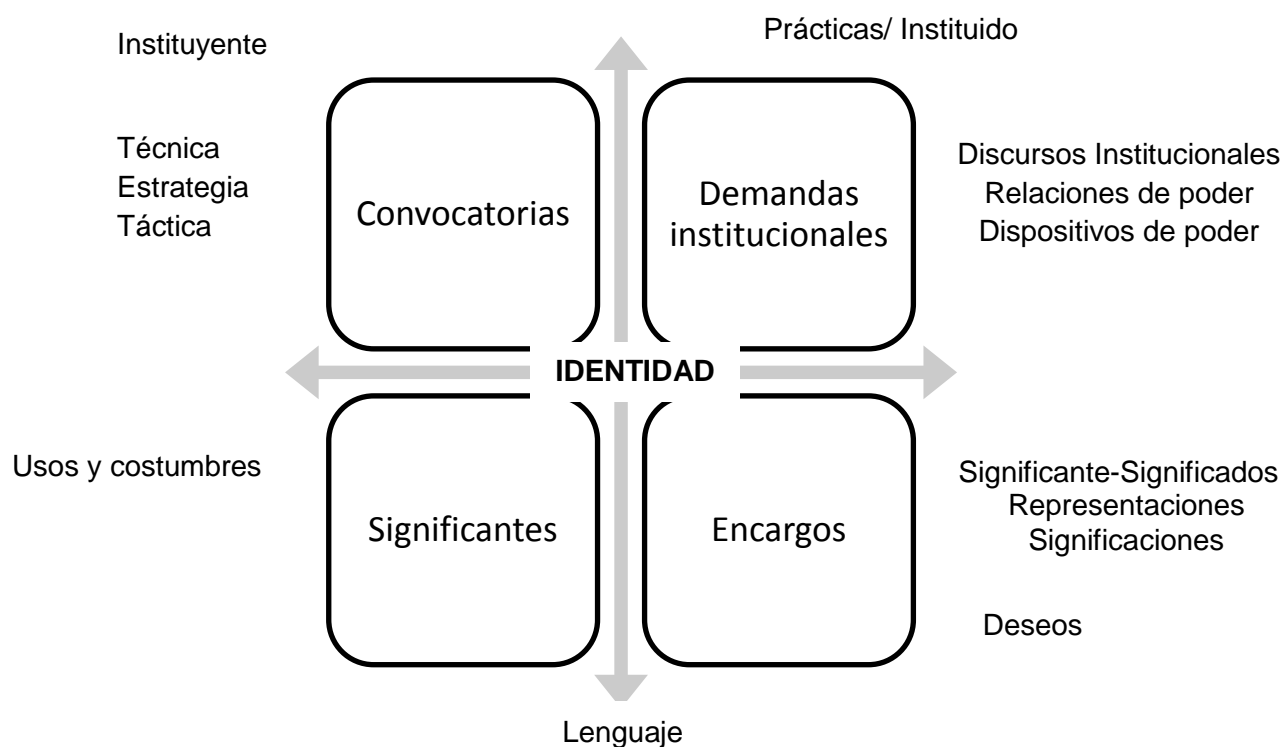 Instituyente
Prácticas/ Instituido
Técnica
Estrategia
Táctica
Convocatorias
Demandas
institucionales
Discursos Institucionales
Relaciones de poder
Dispositivos de poder
IDENTIDAD
Usos y costumbres
Significantes
Encargos
Significante-Significados
Representaciones
Significaciones
Deseos
Lenguaje